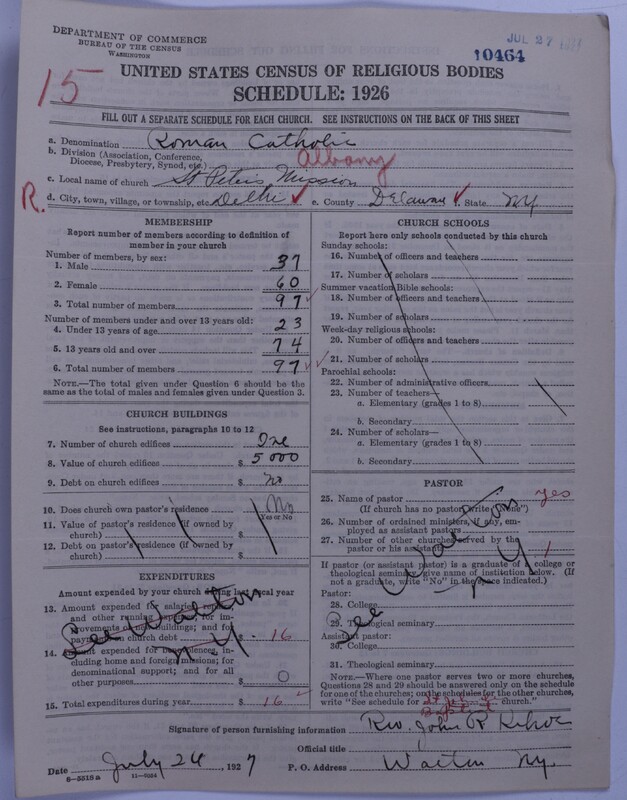 DEPARTMENT OF COMMERCE
BUREAU OF THE CENSUS
WASHINGTON
JUL 27
10464
15
UNITED STATES CENSUS OF RELIGIOUS BODIES
SCHEDULE: 1926
FILL OUT A SEPARATE SCHEDULE FOR EACH CHURCH. SEE INSTRUCTIONS ON THE BACK OF THIS SHEET
a. Denomination Roman Catholic
b. Division (Association, Conference, Diocese, Presbytery, Synod, etc.) Albany
c. Local name of church St Peters Mission
R. d. City, town, village, or township, etc. Delhi e. County Delaware State NY
MEMBERSHIP
Report number of members according to definition of member in your church
Number of members, by sex:
1. Male 37
2. Female 60
3. Total number of members 97
Number of members under and over 13 years old:
4. Under 13 years of age 23
5. 13 years old and over 74
6. Total number of members 97
NOTE.—The total given under Question 6 should be the same as the total of males and females given under Question 3.
CHURCH BUILDINGS
See instructions, paragraphs 10 to 12
7. Number of church edifices One
8. Value of church edifices $ 5000
9. Debt on church edifices $ No
10. Does church own pastor's residence No
Yes or No
11. Value of pastor's residence (if owned by church) $
12. Debt on pastor's residence (if owned by church) $
EXPENDITURES
Amount expended by your church during last fiscal year
13. Amount expended for salaries, repairs and other running expenses; for improvements or new buildings; and for payments on church debt $ 16
See Walton
N Y
14. Amount expended for benevolences, including home and foreign missions; for denominational support; and for all other purposes $ 0
15. Total expenditures during year $ 16
CHURCH SCHOOLS
Report here only schools conducted by this church
Sunday schools:
16. Number of officers and teachers
17. Number of scholars
Summer vacation Bible schools:
18. Number of officers and teachers
19. Number of scholars
Week-day religious schools:
20. Number of officers and teachers
21. Number of scholars
Parochial schools:
22. Number of administrative officers
23. Number of teachers—
a. Elementary (grades 1 to 8)
b. Secondary
24. Number of scholars—
a. Elementary (grades 1 to 8)
b. Secondary
PASTOR
25. Name of pastor yes
(If church has no pastor, write "None")
26. Number of ordained ministers, if any, employed as assistant pastors
27. Number of other churches served by the pastor or his assistants 1
If pastor (or assistant pastor) is a graduate of a college or theological seminary, give name of institution below. (If not a graduate, write "No" in the space indicated.)
See Walton
N Y
Pastor:
28. College
29. Theological seminary
Assistant pastor:
30. College
31. Theological seminary
NOTE.—Where one pastor serves two or more churches, Questions 28 and 29 should be answered only on the schedule for one of the churches; on the schedules for the other churches, write "See schedule for church."
Signature of person furnishing information Rev. John R Kehoe
Official title
Date July 26 1927 P. O. Address Walton NY.
6-5518a 11-9284